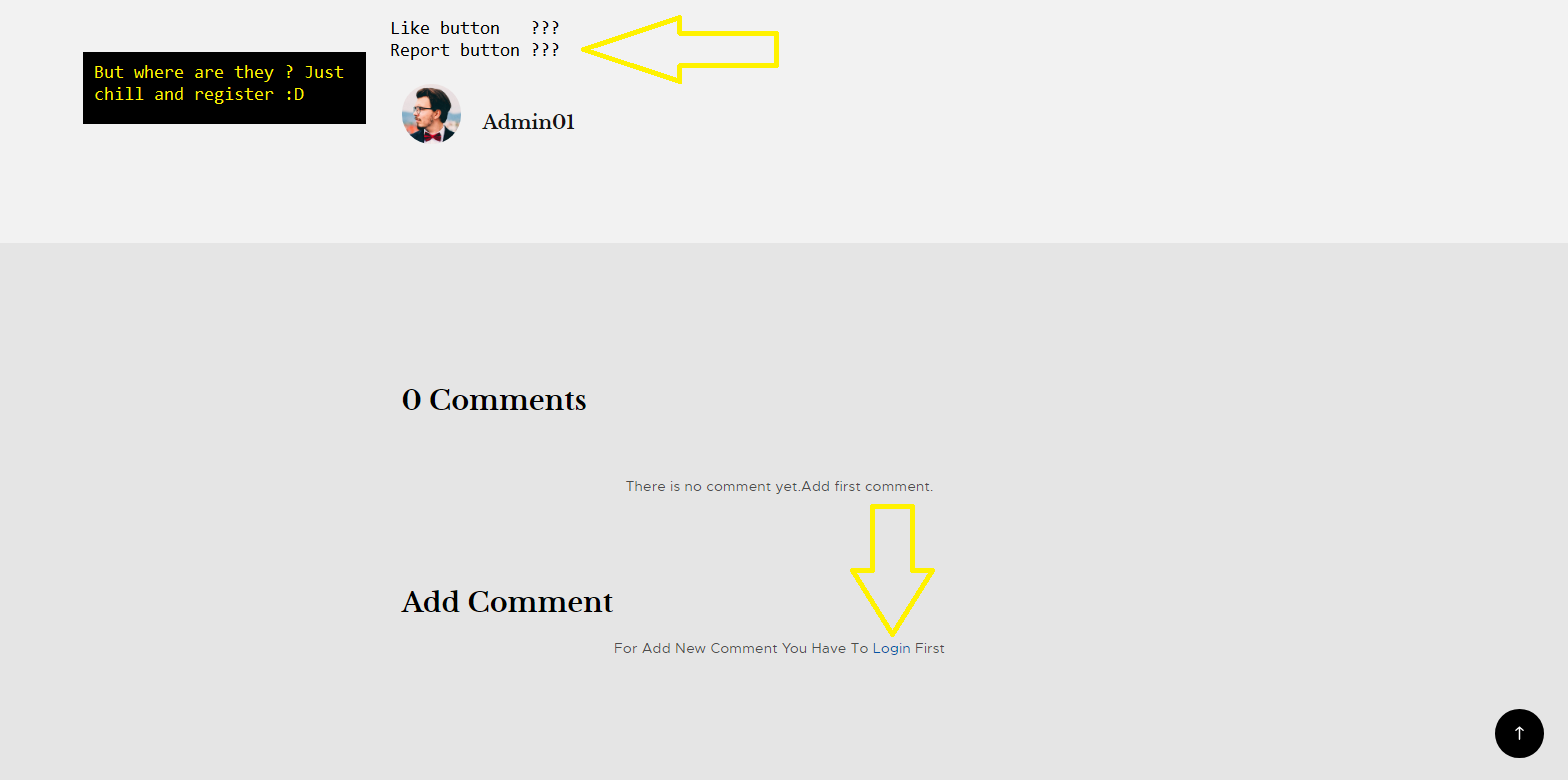 Like button   ???
Report button ???
But where are they ? Just
chill and register :D
Admin01
0 Comments
There is no comment yet.Add first comment.
Add Comment
For Add New Comment You Have To Login First